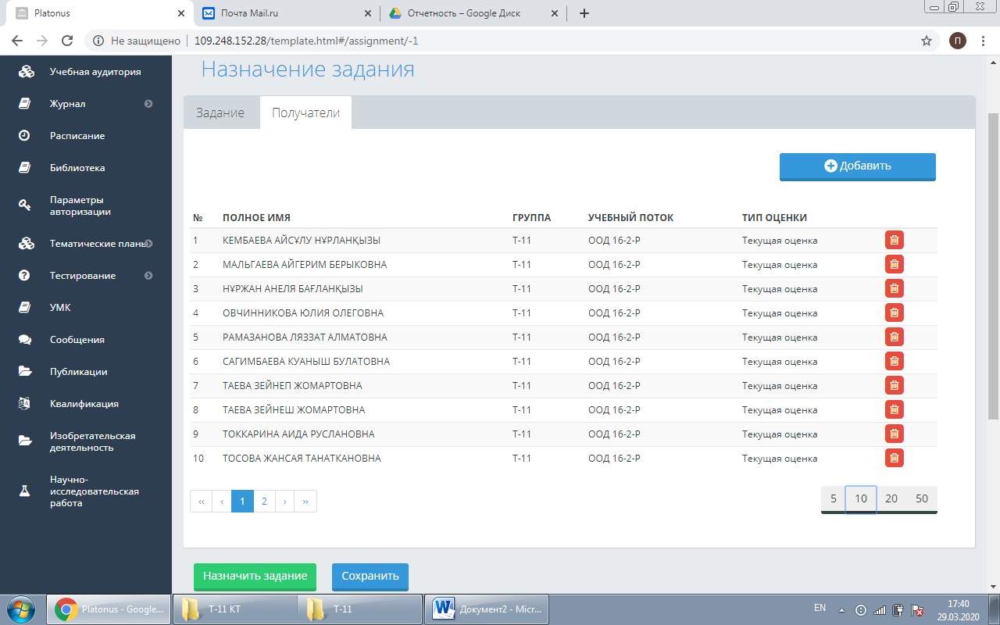 Platonus
Почта Mail.ru
Отчетность – Google Диск
Не защищено
109.248.152.28/template.html#/assignment/-1
П
Учебная аудитория
Журнал
Расписание
Библиотека
Параметры
авторизации
Тематические планы
Тестирование
УМК
Сообщения
Публикации
Квалификация
Изобретательская
деятельность
Научно-
исследовательская
работа
Назначение задания
Задание
Получатели
Добавить
№ ПОЛНОЕ ИМЯ ГРУППА УЧЕБНЫЙ ПОТОК ТИП ОЦЕНКИ
1 КЕМБАЕВА АЙСҰЛУ НҰРЛАНҚЫЗЫ Т-11 ООД 16-2-Р Текущая оценка
2 МАЛЬГАЕВА АЙГЕРИМ БЕРЫКОВНА Т-11 ООД 16-2-Р Текущая оценка
3 НҰРЖАН АНЕЛЯ БАҒЛАНҚЫЗЫ Т-11 ООД 16-2-Р Текущая оценка
4 ОВЧИННИКОВА ЮЛИЯ ОЛЕГОВНА Т-11 ООД 16-2-Р Текущая оценка
5 РАМАЗАНОВА ЛЯЗЗАТ АЛМАТОВНА Т-11 ООД 16-2-Р Текущая оценка
6 САГИМБАЕВА КУАНЫШ БУЛАТОВНА Т-11 ООД 16-2-Р Текущая оценка
7 ТАЕВА ЗЕЙНЕП ЖОМАРТОВНА Т-11 ООД 16-2-Р Текущая оценка
8 ТАЕВА ЗЕЙНЕШ ЖОМАРТОВНА Т-11 ООД 16-2-Р Текущая оценка
9 ТОККАРИНА АИДА РУСЛАНОВНА Т-11 ООД 16-2-Р Текущая оценка
10 ТОСОВА ЖАНСАЯ ТАНАТКАНОВНА Т-11 ООД 16-2-Р Текущая оценка
‹‹ ‹ 1 2 › ››
5 10 20 50
Назначить задание
Сохранить
Platonus - Google...
Т-11 КТ
Т-11
Документ2 - Micr...
EN
17:40
29.03.2020